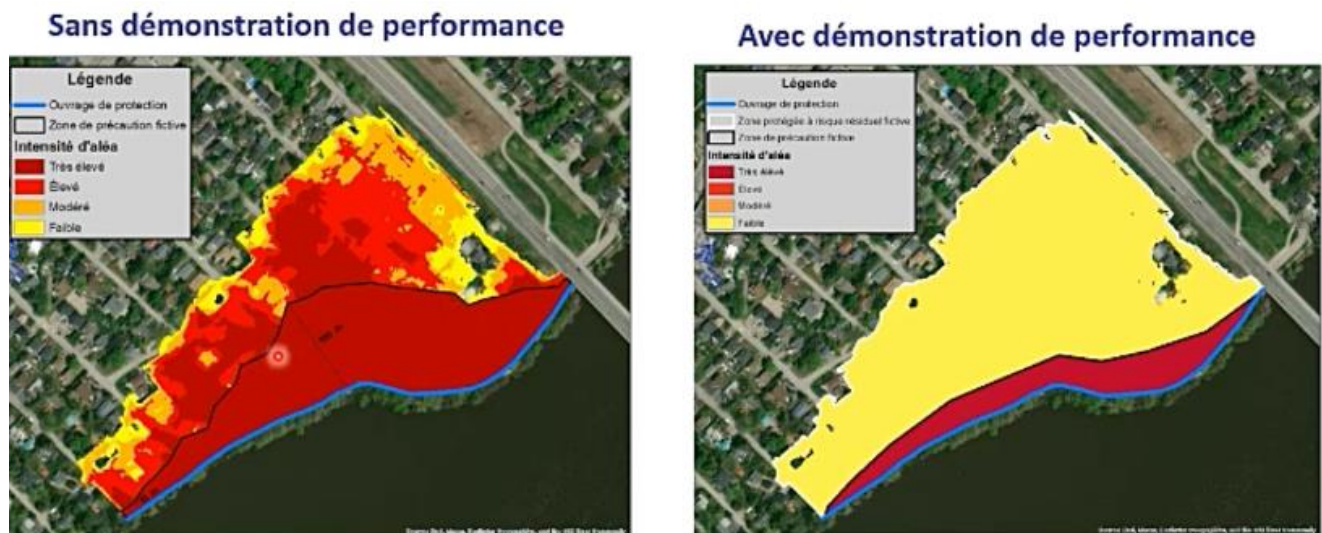 Sans démonstration de performance
Légende
Ouvrage de protection
Zone de précaution fictive
Intensité d'aléa
Très élevé
Élevé
Modéré
Faible
Avec démonstration de performance
Légende
Ouvrage de protection
Zone protégée à risque résiduel fictive
Zone de précaution fictive
Intensité d'aléa
Très élevé
Élevé
Modéré
Faible